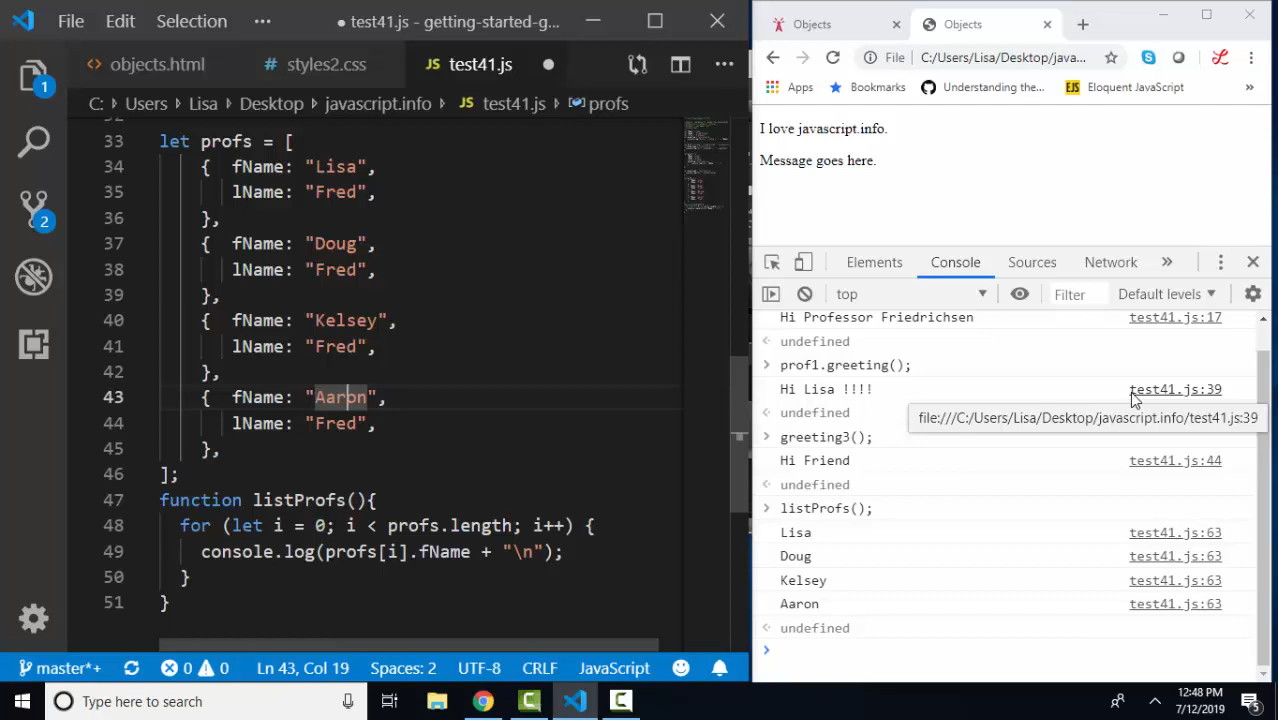 File Edit Selection ··· ● test41.js - getting-started-g...
objects.html # styles2.css JS test41.js ● ···
C: › Users › Lisa › Desktop › javascript.info › JS test41.js › profs
33 let profs = [
34 { fName: "Lisa",
35 lName: "Fred",
36 },
37 { fName: "Doug",
38 lName: "Fred",
39 },
40 { fName: "Kelsey",
41 lName: "Fred",
42 },
43 { fName: "Aaron",
44 lName: "Fred",
45 },
46 ];
47 function listProfs(){
48 for (let i = 0; i < profs.length; i++) {
49 console.log(profs[i].fName + "\n");
50 }
51 }
1
2
master*+ 0 0 Ln 43, Col 19 Spaces: 2 UTF-8 CRLF JavaScript
Objects × Objects × +
File C:/Users/Lisa/Desktop/java...
Apps Bookmarks Understanding the... EJS Eloquent JavaScript »
I love javascript.info.
Message goes here.
Elements Console Sources Network »
top Filter Default levels
Hi Professor Friedrichsen test41.js:17
undefined
prof1.greeting();
Hi Lisa !!!! test41.js:39
undefined
file:///C:/Users/Lisa/Desktop/javascript.info/test41.js:39
greeting3();
Hi Friend test41.js:44
undefined
listProfs();
Lisa test41.js:63
Doug test41.js:63
Kelsey test41.js:63
Aaron test41.js:63
undefined
Type here to search
12:48 PM
7/12/2019
5